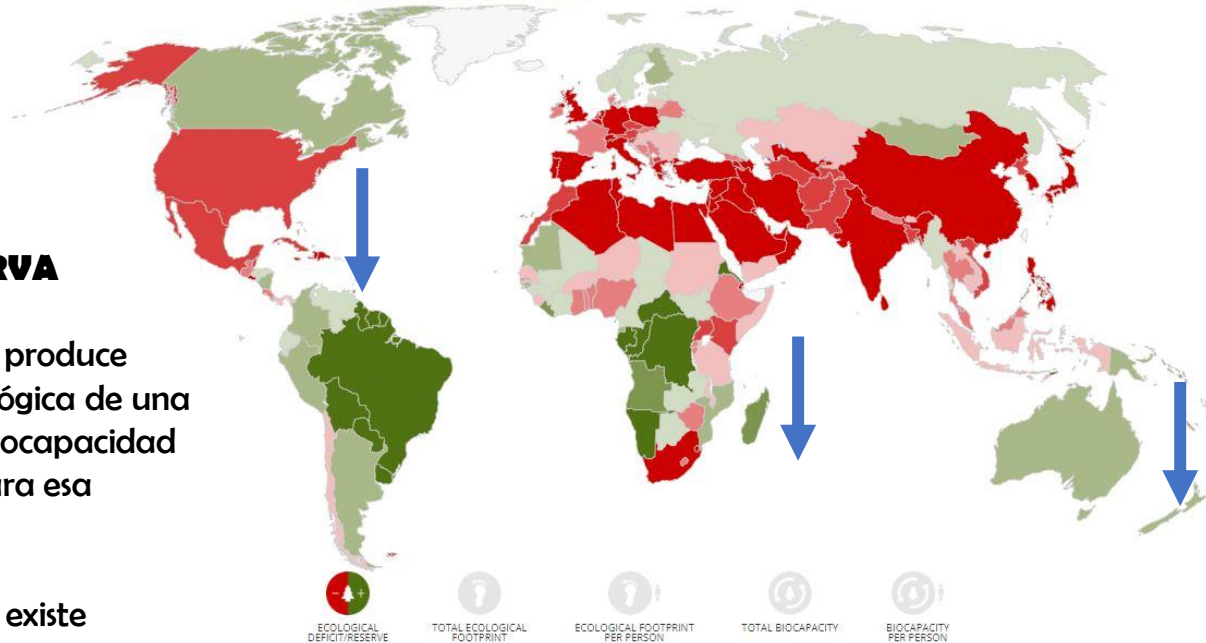 RVA
produce
lógica de una
ocapacidad
ra esa
existe
ECOLOGICAL
DEFICIT/RESERVE
TOTAL ECOLOGICAL
FOOTPRINT
ECOLOGICAL FOOTPRINT
PER PERSON
TOTAL BIOCAPACITY
BIOCAPACITY
PER PERSON